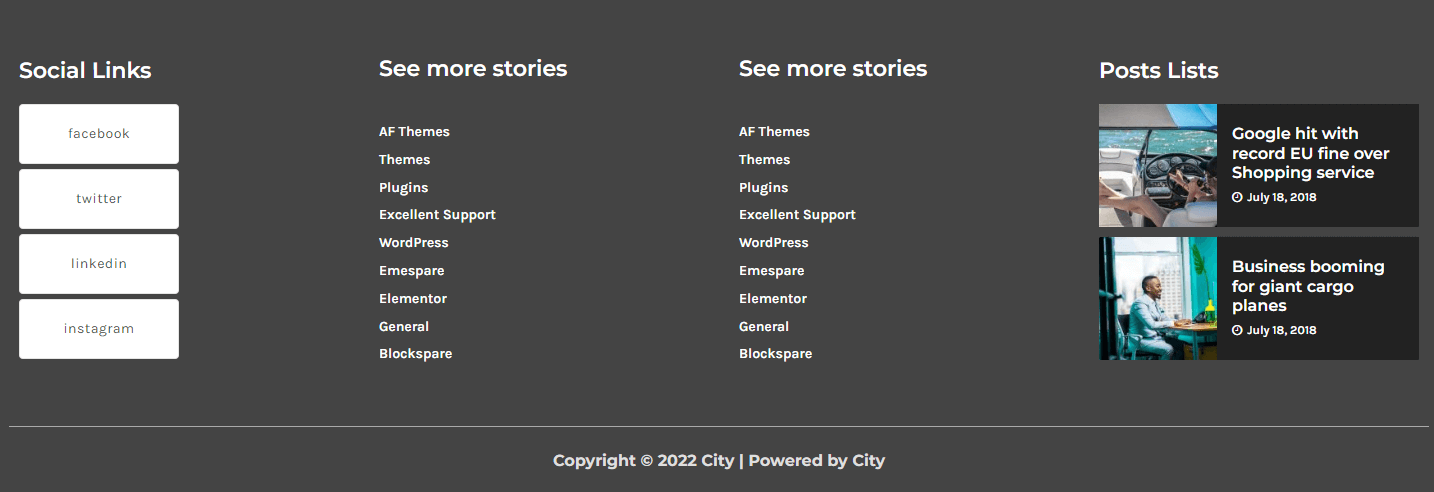 Social Links
facebook
twitter
linkedin
instagram
See more stories
AF Themes
Themes
Plugins
Excellent Support
WordPress
Emespare
Elementor
General
Blockspare
See more stories
AF Themes
Themes
Plugins
Excellent Support
WordPress
Emespare
Elementor
General
Blockspare
Posts Lists
Google hit with
record EU fine over
Shopping service
July 18, 2018
Business booming
for giant cargo
planes
July 18, 2018
Copyright © 2022 City | Powered by City